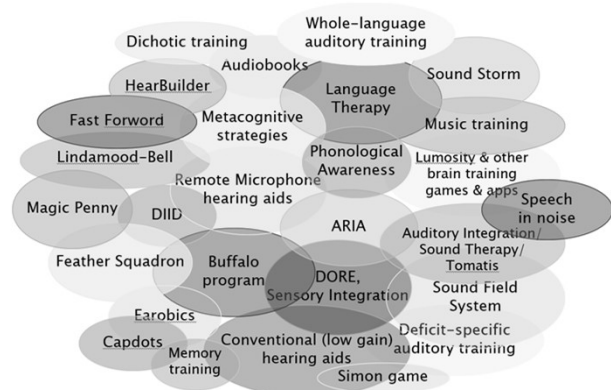 Whole-language
auditory training
Dichotic training
Audiobooks
Sound Storm
HearBuilder
Language
Therapy
Fast Forword
Metacognitive
strategies
Music training
Lindamood-Bell
Phonological
Awareness
Lumosity & other
brain training
games & apps
Remote Microphone
hearing aids
Speech
in noise
Magic Penny
DIID
ARIA
Auditory Integration/
Sound Therapy/
Tomatis
Feather Squadron
Buffalo
program
DORE,
Sensory Integration
Sound Field
System
Earobics
Capdots
Conventional (low gain)
hearing aids
Deficit-specific
auditory training
Memory
training
Simon game